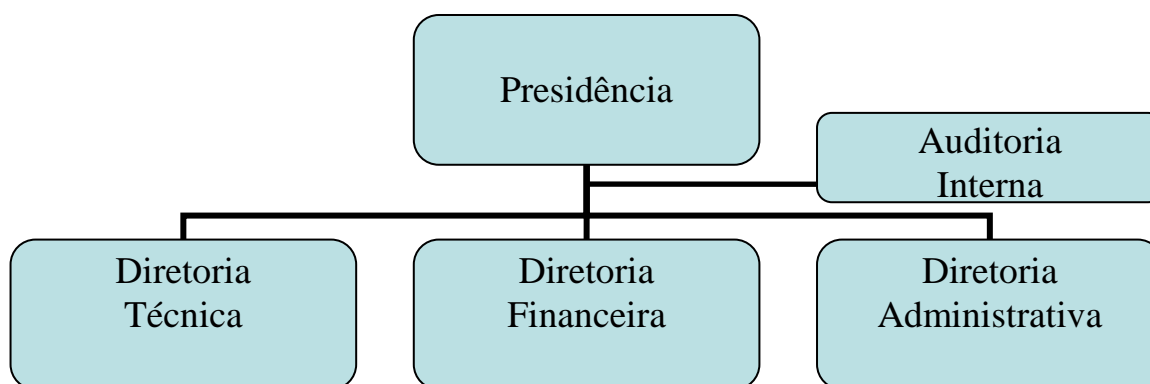 Presidência
Auditoria
Interna
Diretoria
Técnica
Diretoria
Financeira
Diretoria
Administrativa